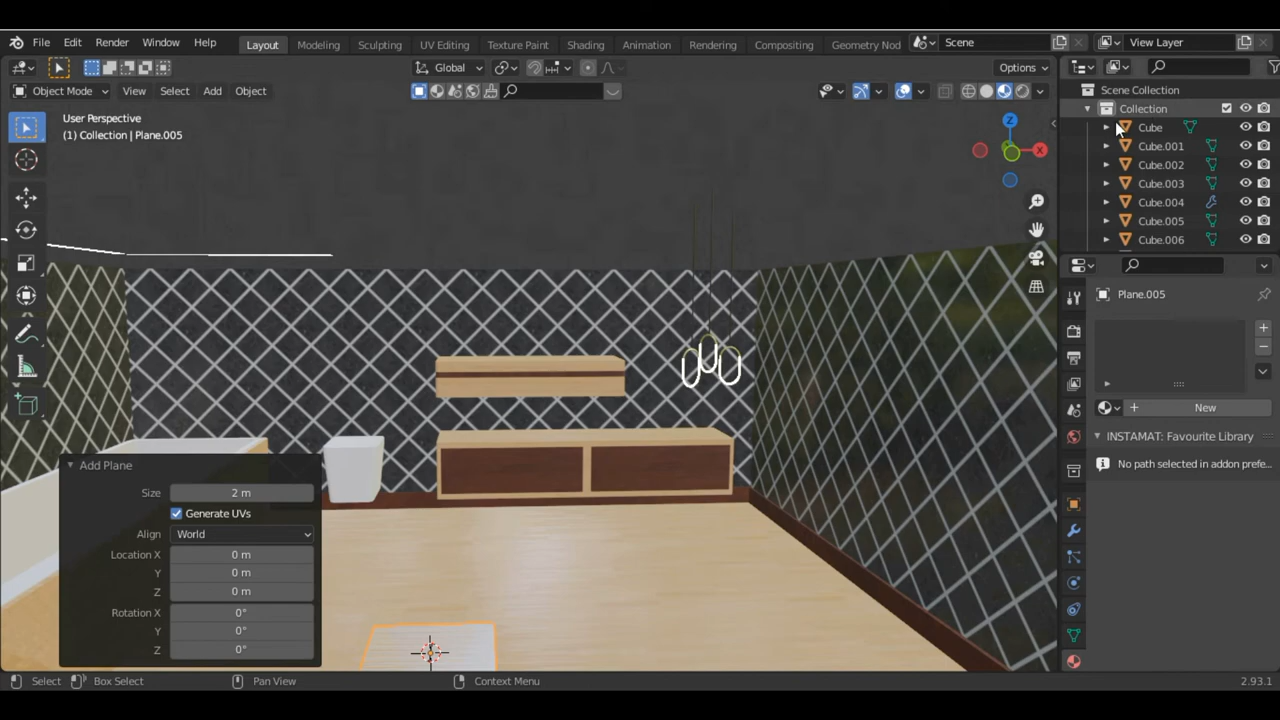 File Edit Render Window Help Layout Modeling Sculpting UV Editing Texture Paint Shading Animation Rendering Compositing Geometry Nod Scene View Layer
Global Options
Object Mode View Select Add Object
User Perspective
(1) Collection | Plane.005
Z
X
Scene Collection
Collection
Cube
Cube.001
Cube.002
Cube.003
Cube.004
Cube.005
Cube.006
Plane.005
New
INSTAMAT: Favourite Library
No path selected in addon prefe...
Add Plane
Size 2 m
Generate UVs
Align World
Location X 0 m
Y 0 m
Z 0 m
Rotation X 0°
Y 0°
Z 0°
Select Box Select Pan View Context Menu 2.93.1